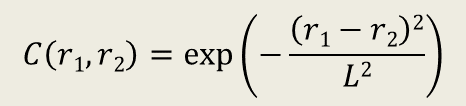 C(r₁,r₂) = exp(−(r₁ − r₂)²/L²)